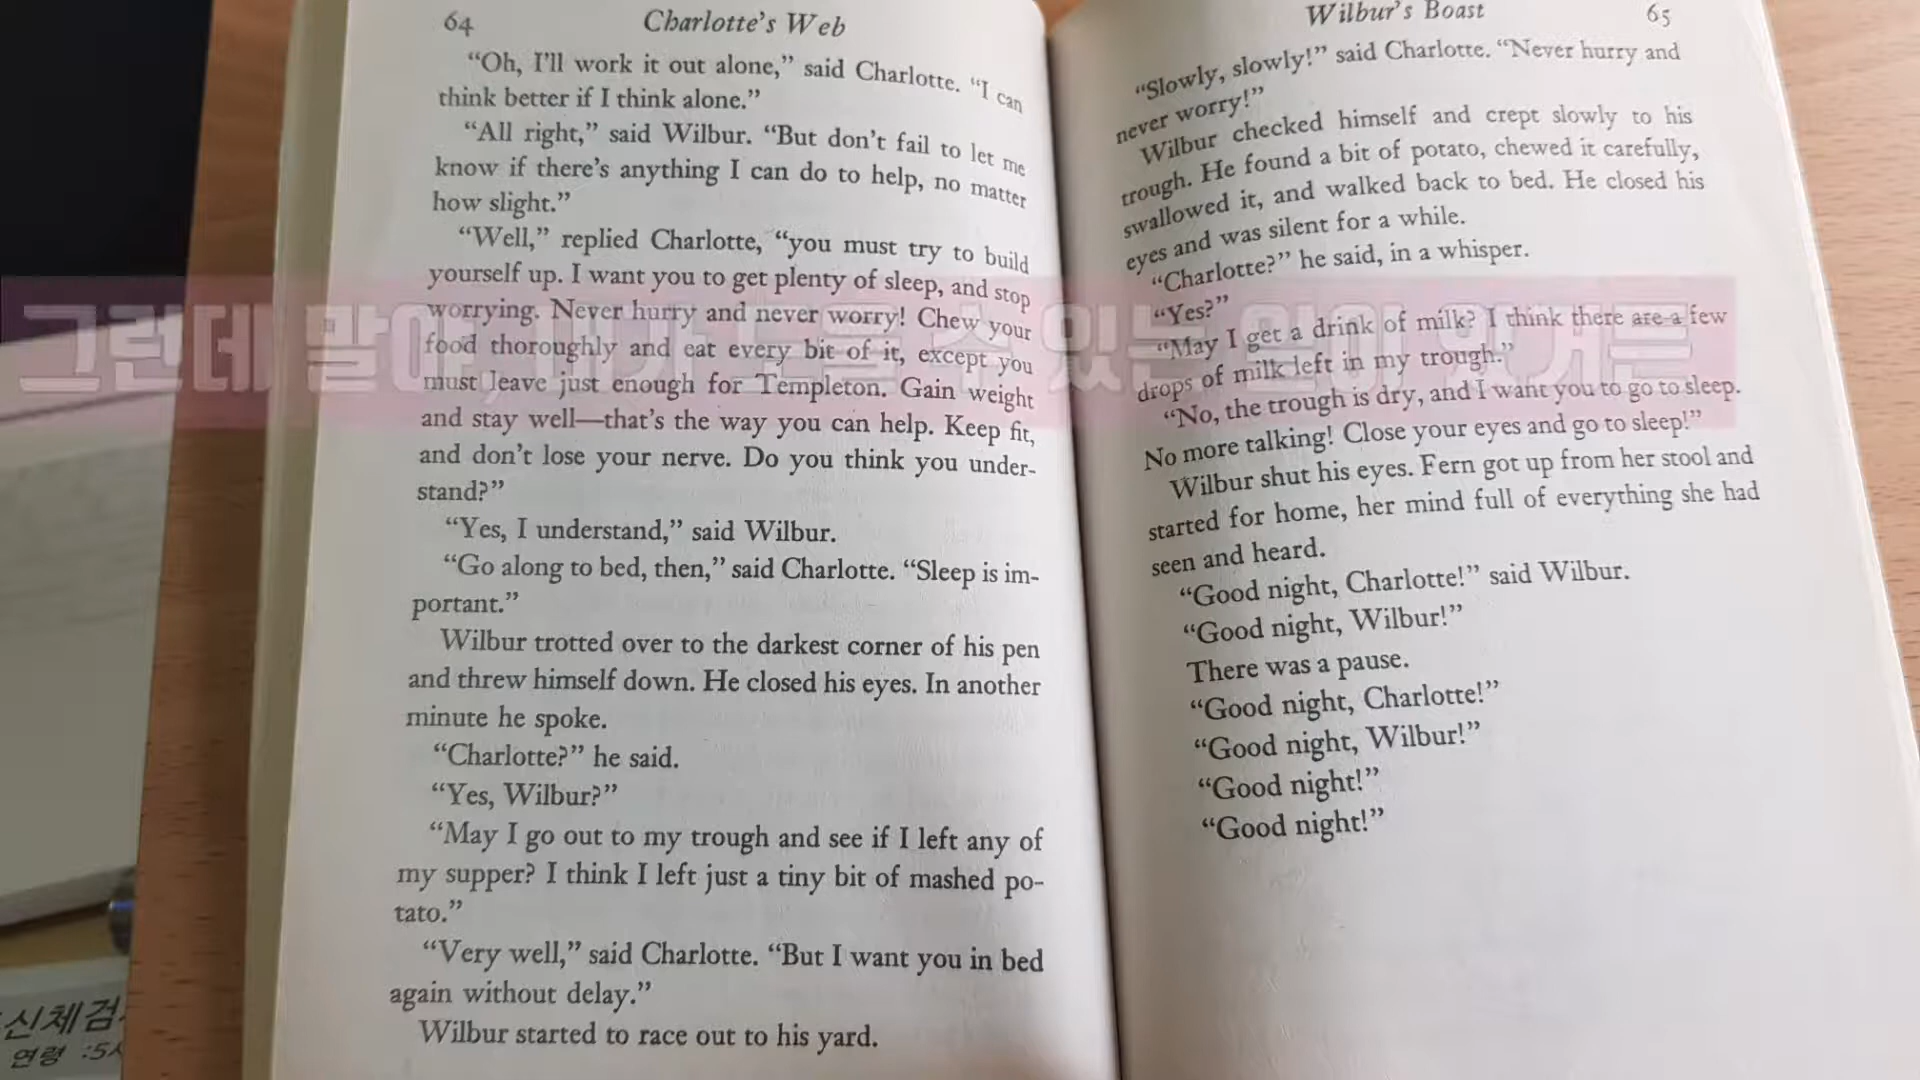 64
Charlotte's Web
“Oh, I'll work it out alone,” said Charlotte. “I can
think better if I think alone.”
“All right,” said Wilbur. “But don't fail to let me
know if there's anything I can do to help, no matter
how slight.”
“Well,” replied Charlotte, “you must try to build
yourself up. I want you to get plenty of sleep, and stop
worrying. Never hurry and never worry! Chew your
food thoroughly and eat every bit of it, except you
must leave just enough for Templeton. Gain weight
and stay well—that's the way you can help. Keep fit,
and don't lose your nerve. Do you think you under-
stand?”
“Yes, I understand,” said Wilbur.
“Go along to bed, then,” said Charlotte. “Sleep is im-
portant.”
Wilbur trotted over to the darkest corner of his pen
and threw himself down. He closed his eyes. In another
minute he spoke.
“Charlotte?” he said.
“Yes, Wilbur?”
“May I go out to my trough and see if I left any of
my supper? I think I left just a tiny bit of mashed po-
tato.”
“Very well,” said Charlotte. “But I want you in bed
again without delay.”
Wilbur started to race out to his yard.
Wilbur's Boast
65
“Slowly, slowly!” said Charlotte. “Never hurry and
never worry!”
Wilbur checked himself and crept slowly to his
trough. He found a bit of potato, chewed it carefully,
swallowed it, and walked back to bed. He closed his
eyes and was silent for a while.
“Charlotte?” he said, in a whisper.
“Yes?”
“May I get a drink of milk? I think there are a few
drops of milk left in my trough.”
“No, the trough is dry, and I want you to go to sleep.
No more talking! Close your eyes and go to sleep!”
Wilbur shut his eyes. Fern got up from her stool and
started for home, her mind full of everything she had
seen and heard.
“Good night, Charlotte!” said Wilbur.
“Good night, Wilbur!”
There was a pause.
“Good night, Charlotte!”
“Good night, Wilbur!”
“Good night!”
“Good night!”
그런데 말야, 내가 수 있는
신체검
연령 :5